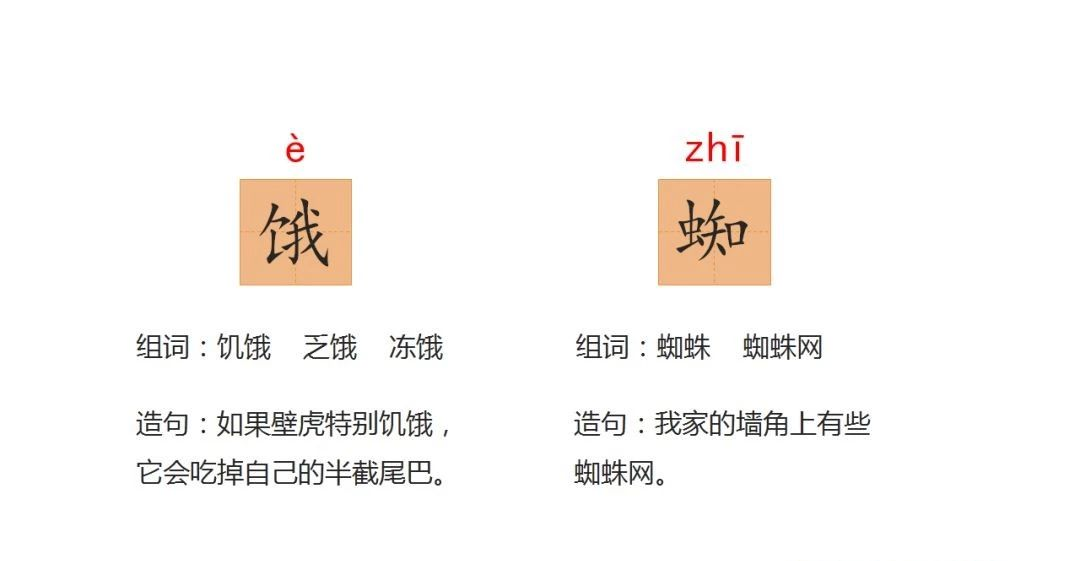 è
饿
组词：饥饿 乏饿 冻饿
造句：如果壁虎特别饥饿，
它会吃掉自己的半截尾巴。
zhī
蜘
组词：蜘蛛 蜘蛛网
造句：我家的墙角上有些
蜘蛛网。